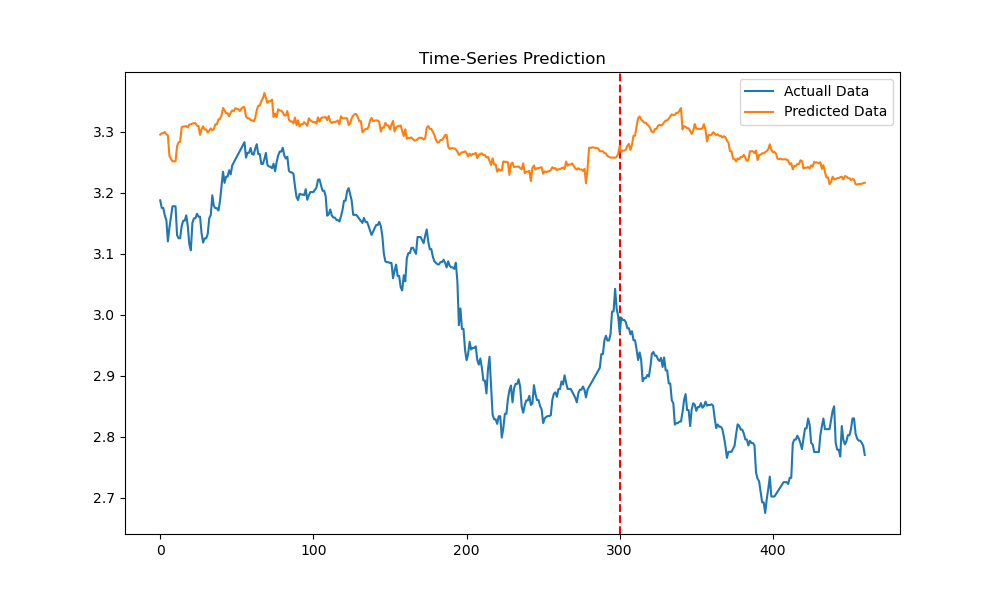 Time-Series Prediction
Actuall Data
Predicted Data
3.3
3.2
3.1
3.0
2.9
2.8
2.7
0 100 200 300 400